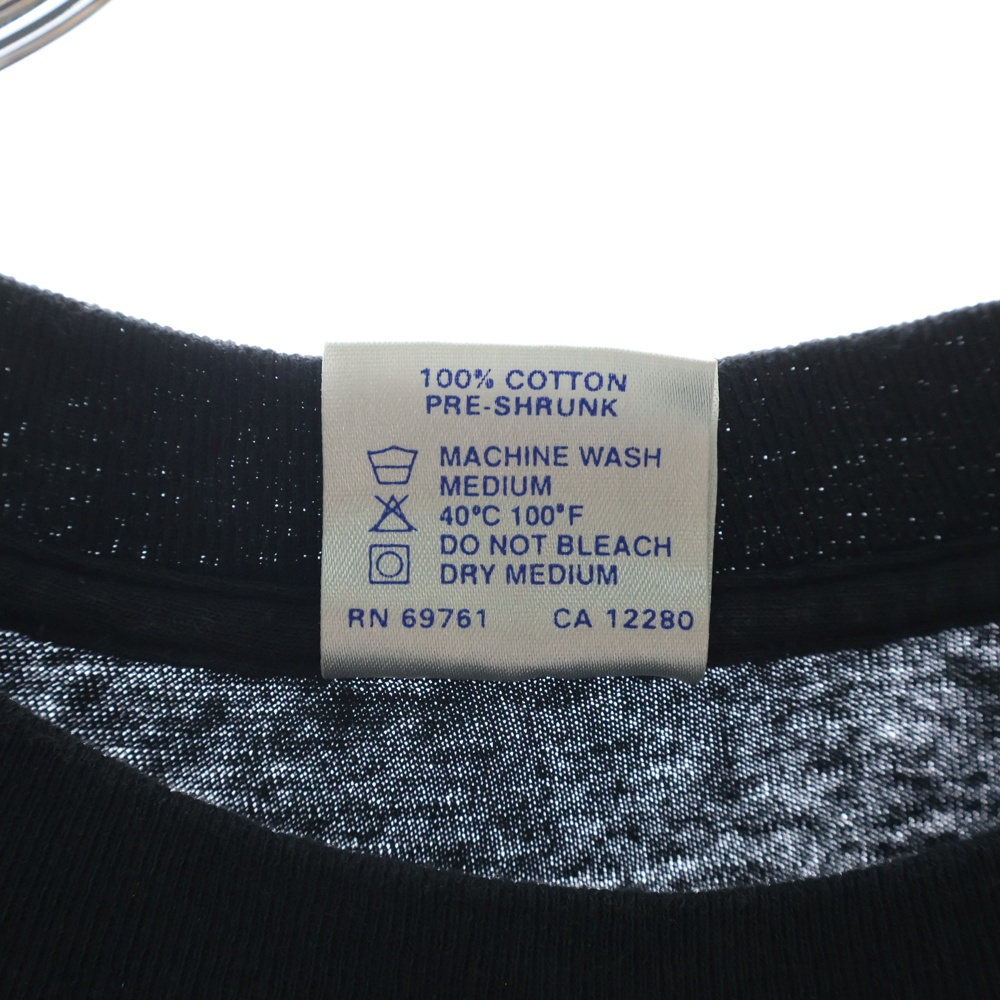 100% COTTON
PRE-SHRUNK
MACHINE WASH
MEDIUM
40°C 100°F
DO NOT BLEACH
DRY MEDIUM
RN 69761 CA 12280